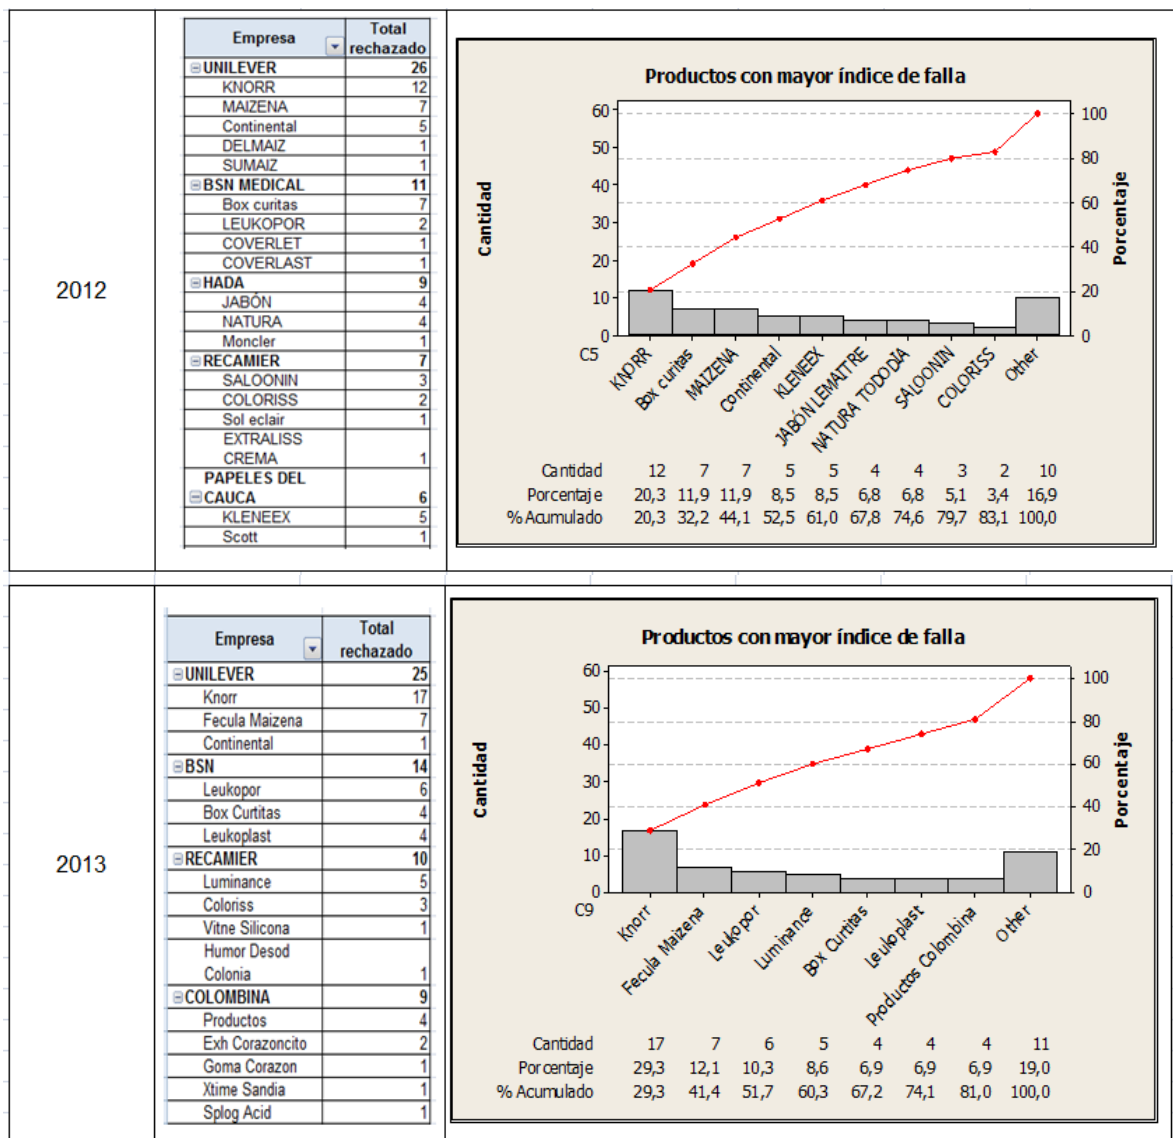 2012
Empresa Total rechazado
UNILEVER 26
KNORR 12
MAIZENA 7
Continental 5
DELMAIZ 1
SUMAIZ 1
BSN MEDICAL 11
Box curitas 7
LEUKOPOR 2
COVERLET 1
COVERLAST 1
HADA 9
JABÓN 4
NATURA 4
Moncler 1
RECAMIER 7
SALOONIN 3
COLORISS 2
Sol eclair 1
EXTRALISS
CREMA 1
PAPELES DEL
CAUCA 6
KLENEEX 5
Scott 1
Productos con mayor índice de falla
Cantidad
60
50
40
30
20
10
0
Porcentaje
100
80
60
40
20
0
C5
KNORR
Box curitas
MAIZENA
Continental
KLENEEX
JABÓN LEMAITRE
NATURA TODODIA
SALOONIN
COLORISS
Other
Cantidad 12 7 7 5 5 4 4 3 2 10
Porcentaje 20,3 11,9 11,9 8,5 8,5 6,8 6,8 5,1 3,4 16,9
% Acumulado 20,3 32,2 44,1 52,5 61,0 67,8 74,6 79,7 83,1 100,0
2013
Empresa Total rechazado
UNILEVER 25
Knorr 17
Fecula Maizena 7
Continental 1
BSN 14
Leukopor 6
Box Curtitas 4
Leukoplast 4
RECAMIER 10
Luminance 5
Coloriss 3
Vitne Silicona 1
Humor Desod
Colonia 1
COLOMBINA 9
Productos 4
Exh Corazoncito 2
Goma Corazon 1
Xtime Sandia 1
Splog Acid 1
Productos con mayor índice de falla
Cantidad
60
50
40
30
20
10
0
Porcentaje
100
80
60
40
20
0
C9
Knorr
Fecula Maizena
Leukopor
Luminance
Box Curtitas
Leukoplast
Productos Colombina
Other
Cantidad 17 7 6 5 4 4 4 11
Porcentaje 29,3 12,1 10,3 8,6 6,9 6,9 6,9 19,0
% Acumulado 29,3 41,4 51,7 60,3 67,2 74,1 81,0 100,0